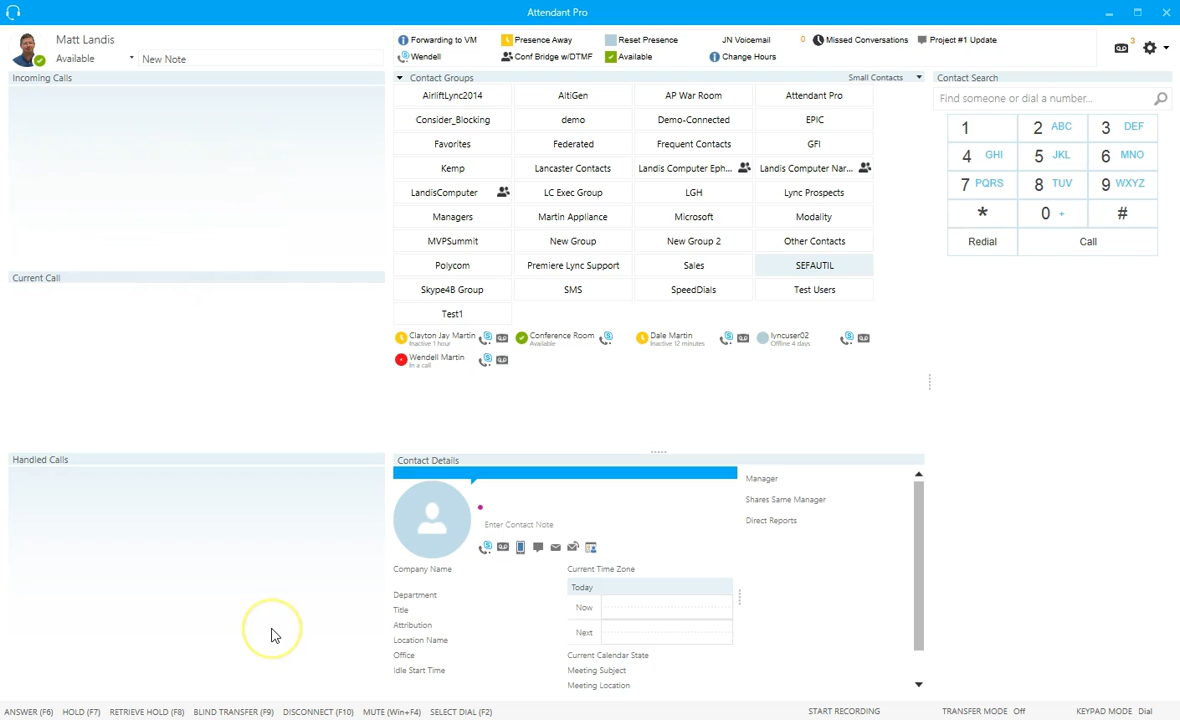 Attendant Pro
Matt Landis
Available
New Note
Forwarding to VM
Presence Away
Reset Presence
JN Voicemail
0 Missed Conversations
Project #1 Update
Wendell
Conf Bridge w/DTMF
Available
Change Hours
3
Incoming Calls
Current Call
Handled Calls
Contact Groups
Small Contacts
AirliftLync2014 AltiGen AP War Room Attendant Pro
Consider_Blocking demo Demo-Connected EPIC
Favorites Federated Frequent Contacts GFI
Kemp Lancaster Contacts Landis Computer Eph... Landis Computer Nar...
LandisComputer LC Exec Group LGH Lync Prospects
Managers Martin Appliance Microsoft Modality
MVPSummit New Group New Group 2 Other Contacts
Polycom Premiere Lync Support Sales SEFAUTIL
Skype4B Group SMS SpeedDials Test Users
Test1
Clayton Jay Martin
Inactive 1 hour
Conference Room
Available
Dale Martin
Inactive 12 minutes
lyncuser02
Offline 4 days
Wendell Martin
In a call
Contact Details
Enter Contact Note
Company Name
Department
Title
Attribution
Location Name
Office
Idle Start Time
Current Time Zone
Today
Now
Next
Current Calendar State
Meeting Subject
Meeting Location
Manager
Shares Same Manager
Direct Reports
Contact Search
Find someone or dial a number...
1 2 ABC 3 DEF
4 GHI 5 JKL 6 MNO
7 PQRS 8 TUV 9 WXYZ
* 0 + #
Redial Call
ANSWER (F6) HOLD (F7) RETRIEVE HOLD (F8) BLIND TRANSFER (F9) DISCONNECT (F10) MUTE (Win+F4) SELECT DIAL (F2) START RECORDING TRANSFER MODE Off KEYPAD MODE Dial